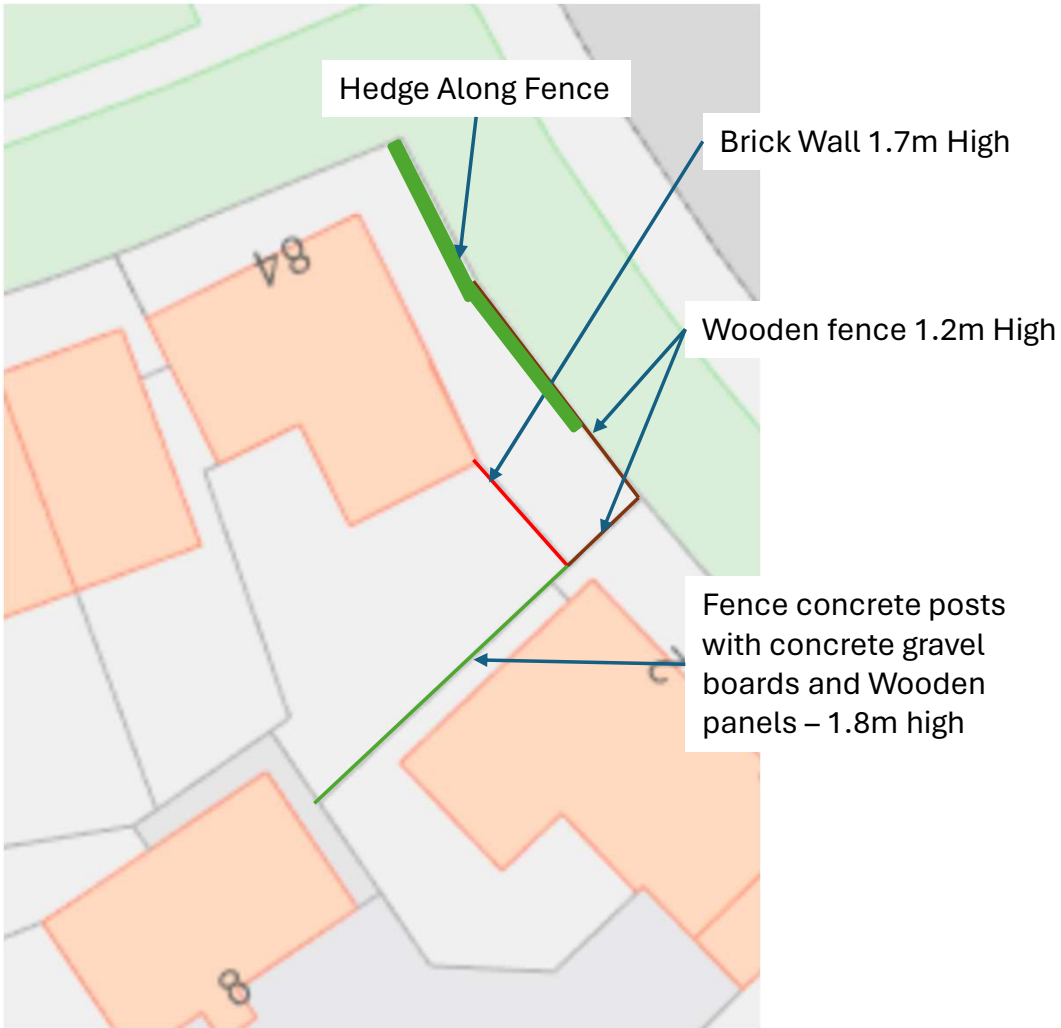 Hedge Along Fence
Brick Wall 1.7m High
84
Wooden fence 1.2m High
Fence concrete posts
with concrete gravel
boards and Wooden
panels – 1.8m high
8